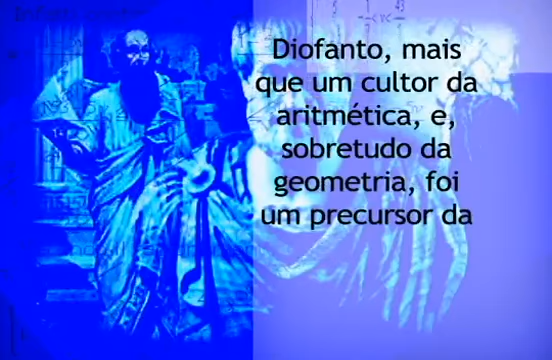 Diofanto, mais
que um cultor da
aritmética, e,
sobretudo da
geometria, foi
um precursor da